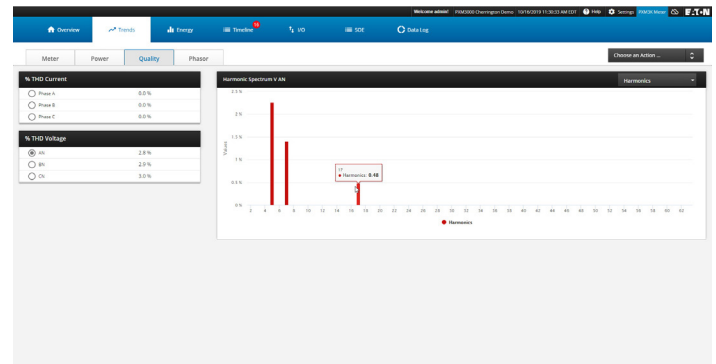 Welcome admin! PXM3000 Cherrington Demo 10/16/2019 11:30:33 AM EDT Help Settings PXM3K Meter E·T·N
Overview Trends Energy Timeline 16 I/O SOE Data Log
Meter Power Quality Phasor Choose an Action ...
% THD Current
Phase A 0.0 %
Phase B 0.0 %
Phase C 0.0 %
% THD Voltage
AN 2.8 %
BN 2.9 %
CN 3.0 %
Harmonic Spectrum V AN Harmonics
2.5 %
2 %
1.5 %
1 %
0.5 %
0 %
Values
17
Harmonics: 0.48
2 4 6 8 10 12 14 16 18 20 22 24 26 28 30 32 34 36 38 40 42 44 46 48 50 52 54 56 58 60 62
Harmonics